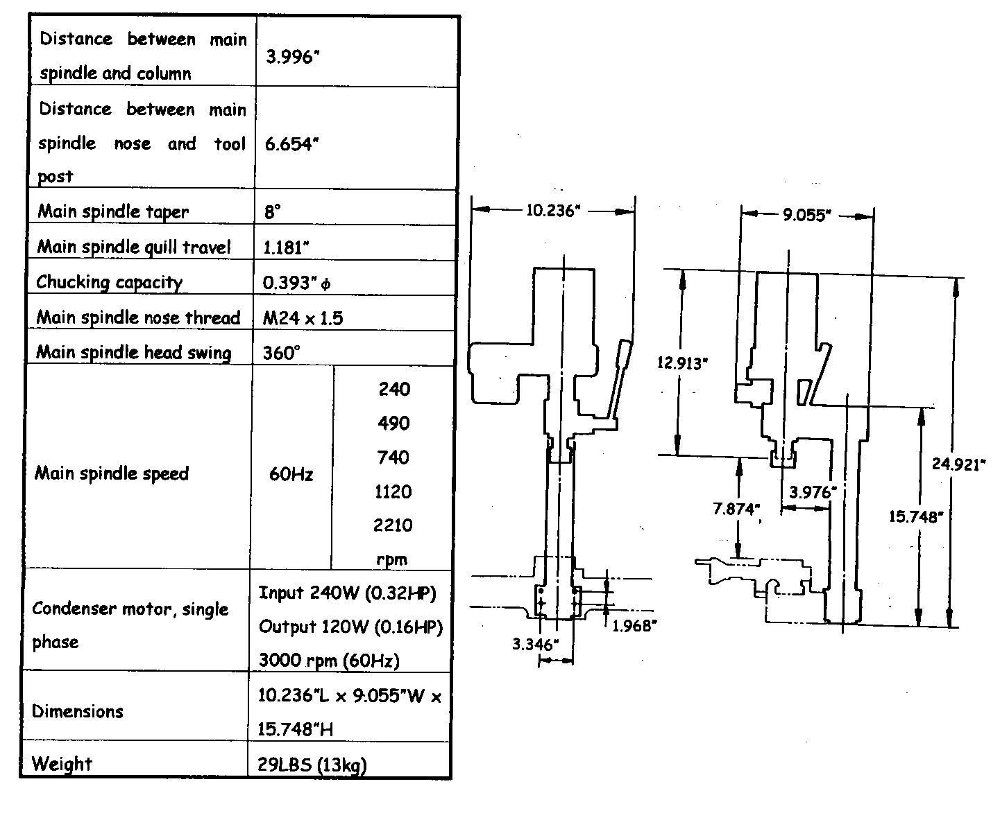 Distance between main
spindle and column
3.996"
Distance between main
spindle nose and tool
post
6.654"
Main spindle taper
8°
Main spindle quill travel
1.181"
Chucking capacity
0.393" ϕ
Main spindle nose thread
M24 x 1.5
Main spindle head swing
360°
Main spindle speed
60Hz
240
490
740
1120
2210
rpm
Condenser motor, single
phase
Input 240W (0.32HP)
Output 120W (0.16HP)
3000 rpm (60Hz)
Dimensions
10.236"L x 9.055"W x
15.748"H
Weight
29LBS (13kg)
10.236"
1.968"
3.346"
9.055"
12.913"
24.921"
3.976"
7.874"
15.748"